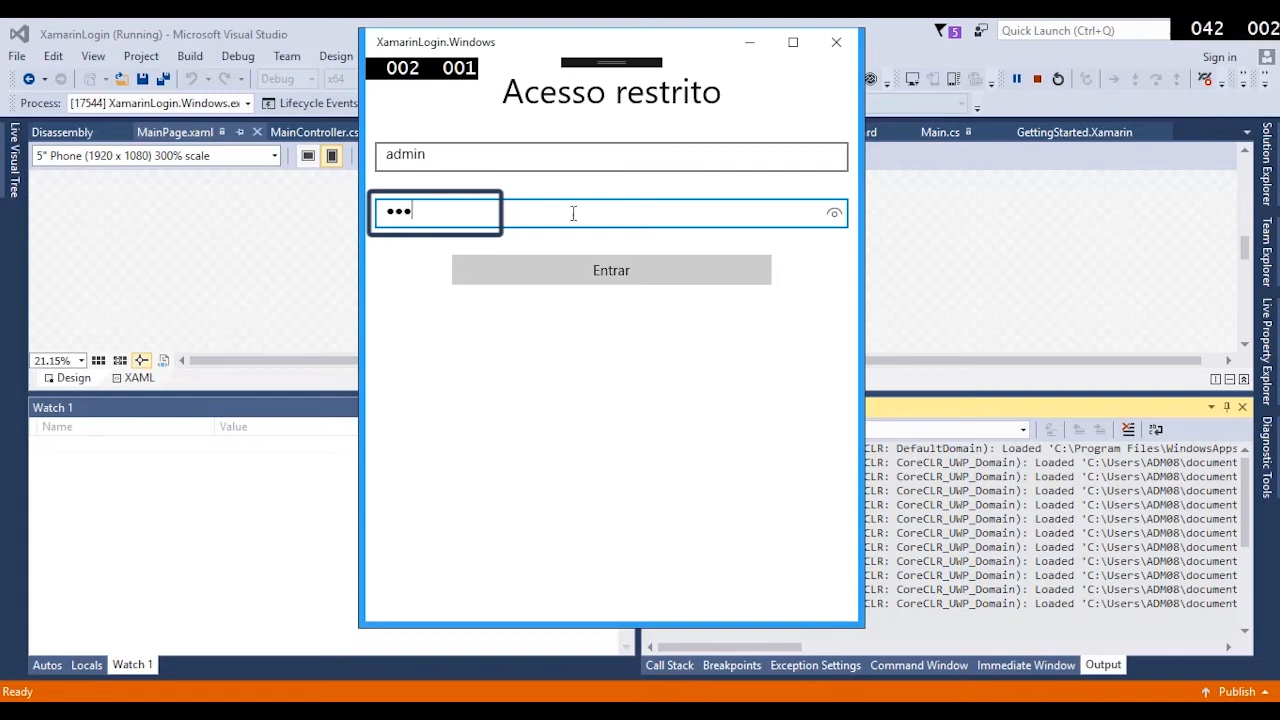 XamarinLogin (Running) - Microsoft Visual Studio
5
Quick Launch (Ctrl+Q)
042 002
File Edit View Project Build Debug Team Design
Sign in
Debug x64
Process: [17544] XamarinLogin.Windows.ex Lifecycle Events
Disassembly MainPage.xaml MainController.cs
Main.cs GettingStarted.Xamarin
5" Phone (1920 x 1080) 300% scale
Live Visual Tree
XamarinLogin.Windows
002 001
Acesso restrito
admin
•••
Entrar
21.15%
Design XAML
Watch 1
Name Value
Solution Explorer
Team Explorer
Live Property Explorer
Diagnostic Tools
CLR: DefaultDomain): Loaded 'C:\Program Files\WindowsApps
CLR: CoreCLR_UWP_Domain): Loaded 'C:\Users\ADM08\document
CLR: CoreCLR_UWP_Domain): Loaded 'C:\Users\ADM08\document
CLR: CoreCLR_UWP_Domain): Loaded 'C:\Users\ADM08\document
CLR: CoreCLR_UWP_Domain): Loaded 'C:\Users\ADM08\document
CLR: CoreCLR_UWP_Domain): Loaded 'C:\Users\ADM08\document
CLR: CoreCLR_UWP_Domain): Loaded 'C:\Users\ADM08\document
CLR: CoreCLR_UWP_Domain): Loaded 'C:\Users\ADM08\document
CLR: CoreCLR_UWP_Domain): Loaded 'C:\Users\ADM08\document
CLR: CoreCLR_UWP_Domain): Loaded 'C:\Users\ADM08\document
CLR: CoreCLR_UWP_Domain): Loaded 'C:\Users\ADM08\document
CLR: CoreCLR_UWP_Domain): Loaded 'C:\Users\ADM08\document
Autos Locals Watch 1
Call Stack Breakpoints Exception Settings Command Window Immediate Window Output
Ready
Publish